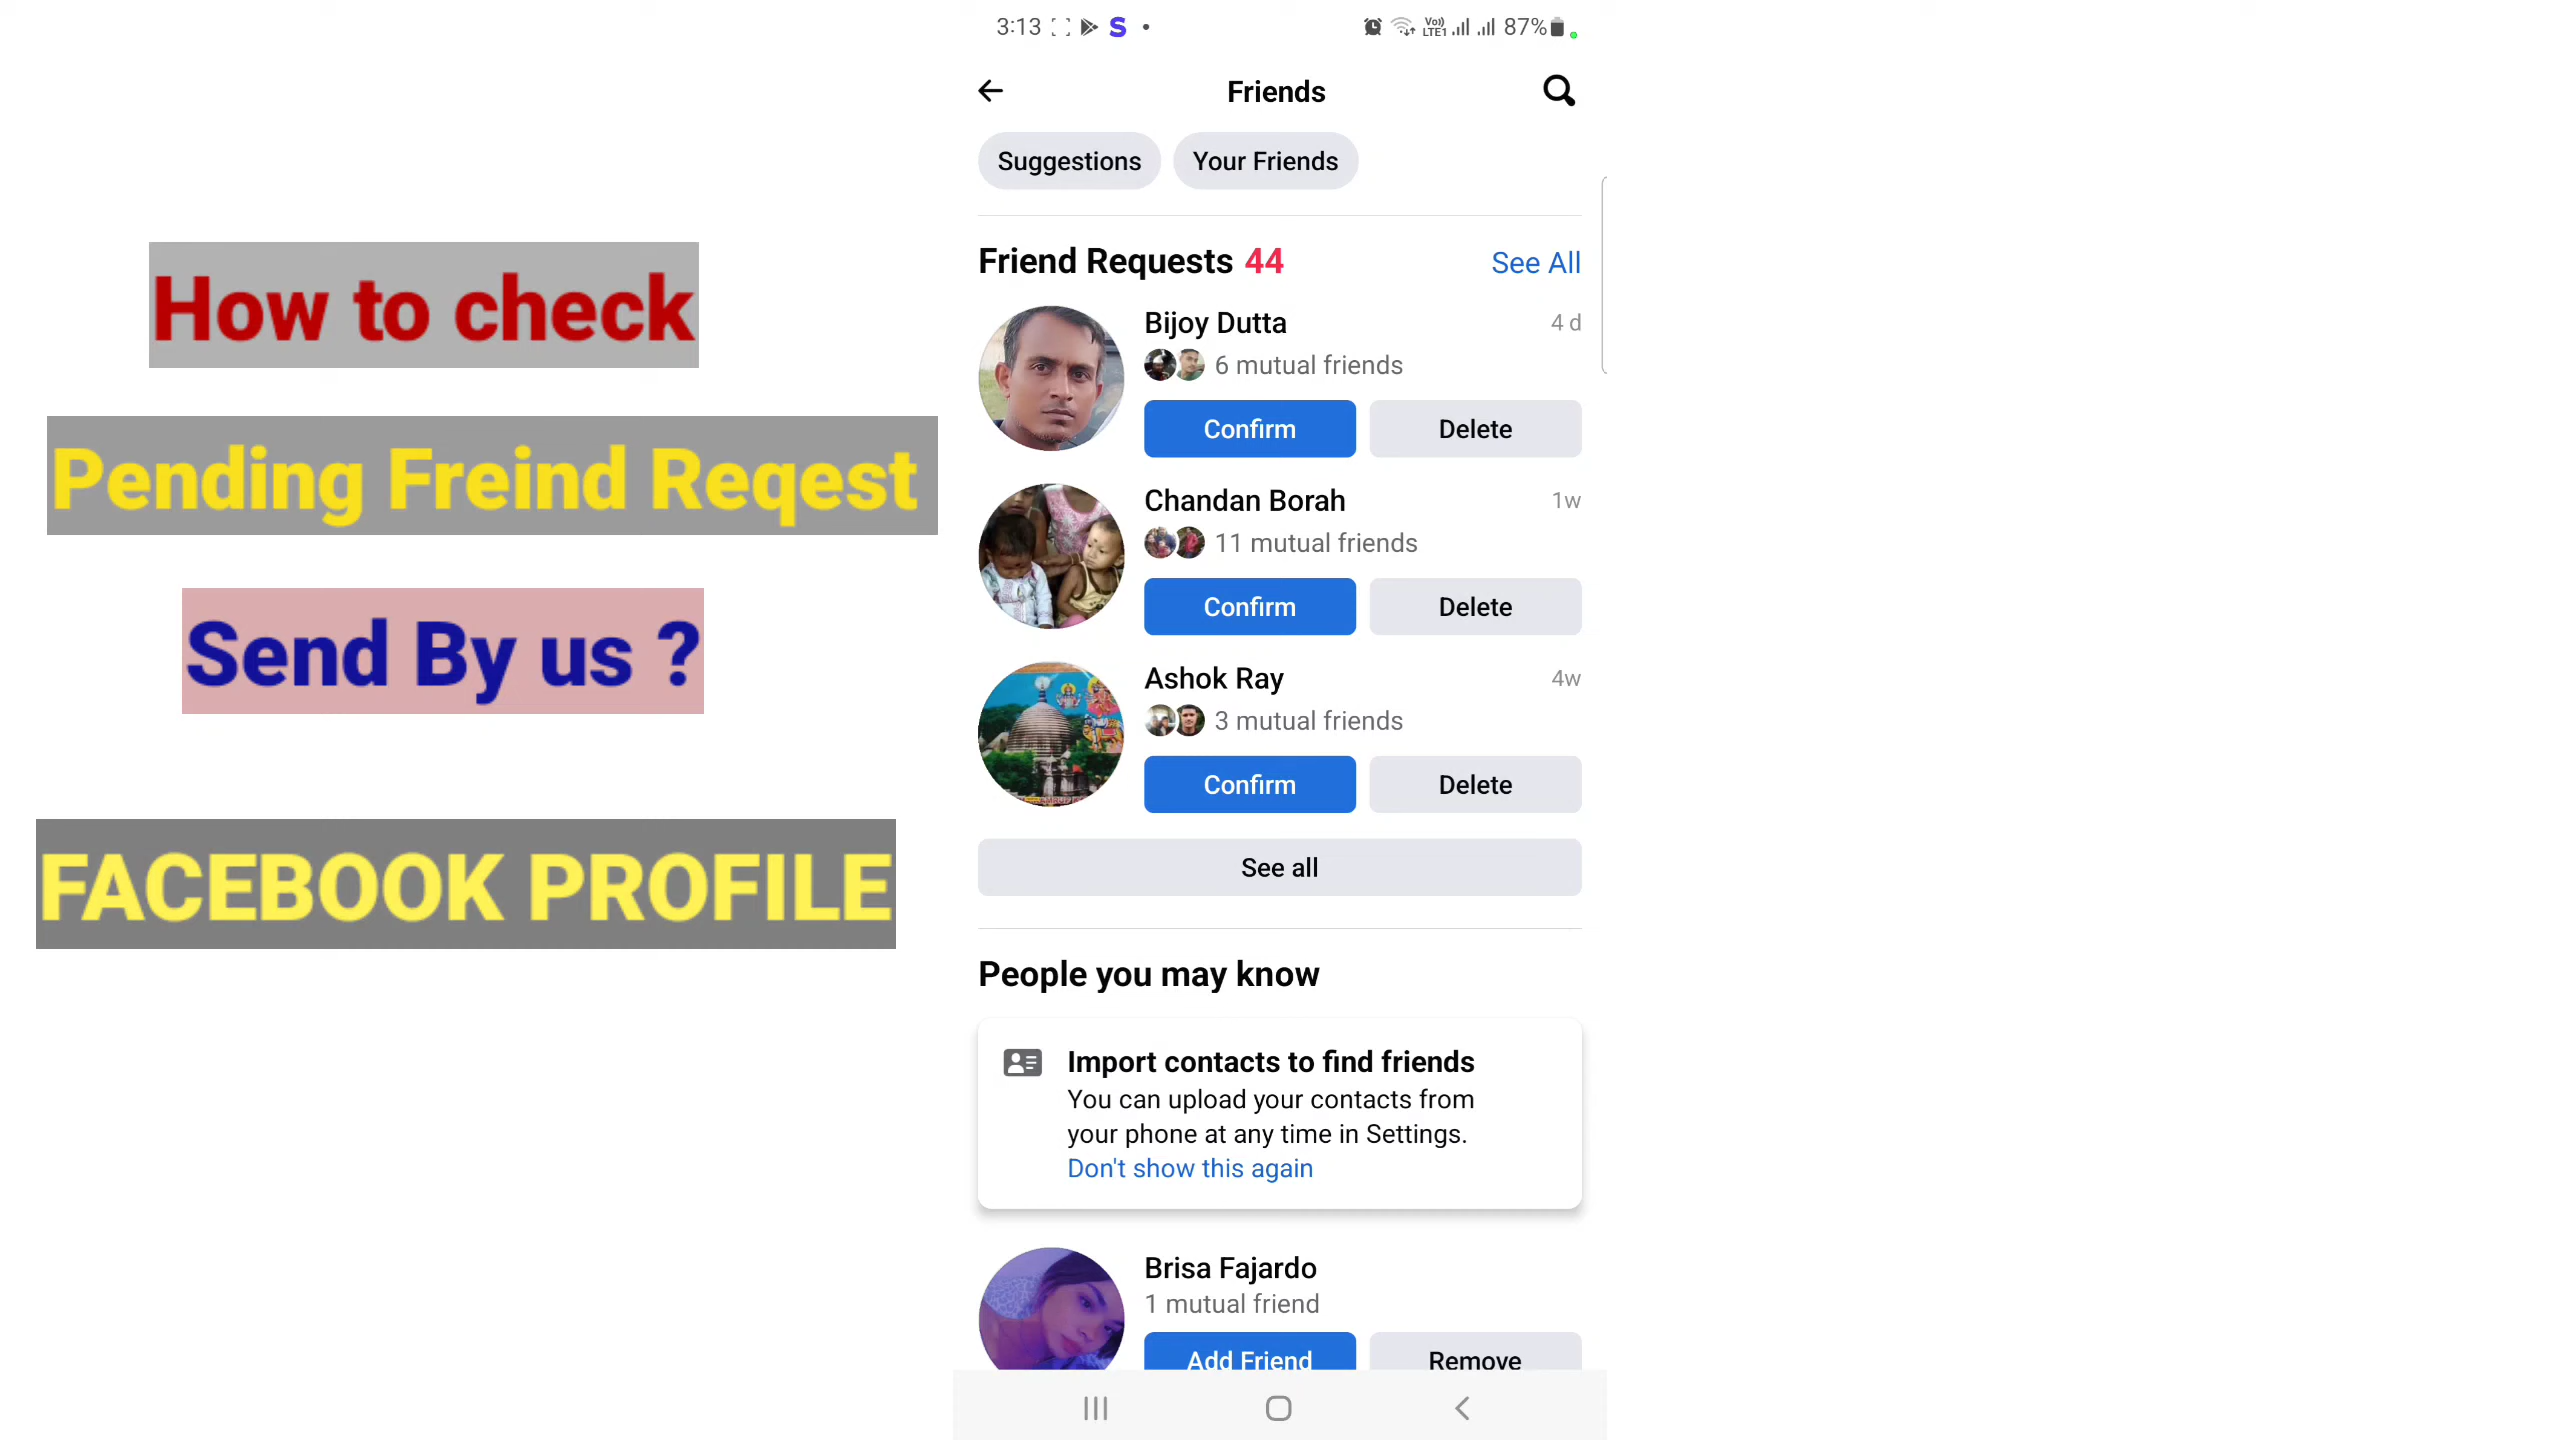 How to check
Pending Freind Reqest
Send By us ?
FACEBOOK PROFILE
3:13 S Vo)) LTE1 87%
Friends
Suggestions Your Friends
Friend Requests 44 See All
Bijoy Dutta 4 d
6 mutual friends
Confirm Delete
Chandan Borah 1w
11 mutual friends
Confirm Delete
Ashok Ray 4w
3 mutual friends
Confirm Delete
See all
People you may know
Import contacts to find friends
You can upload your contacts from
your phone at any time in Settings.
Don't show this again
Brisa Fajardo
1 mutual friend
Add Friend Remove